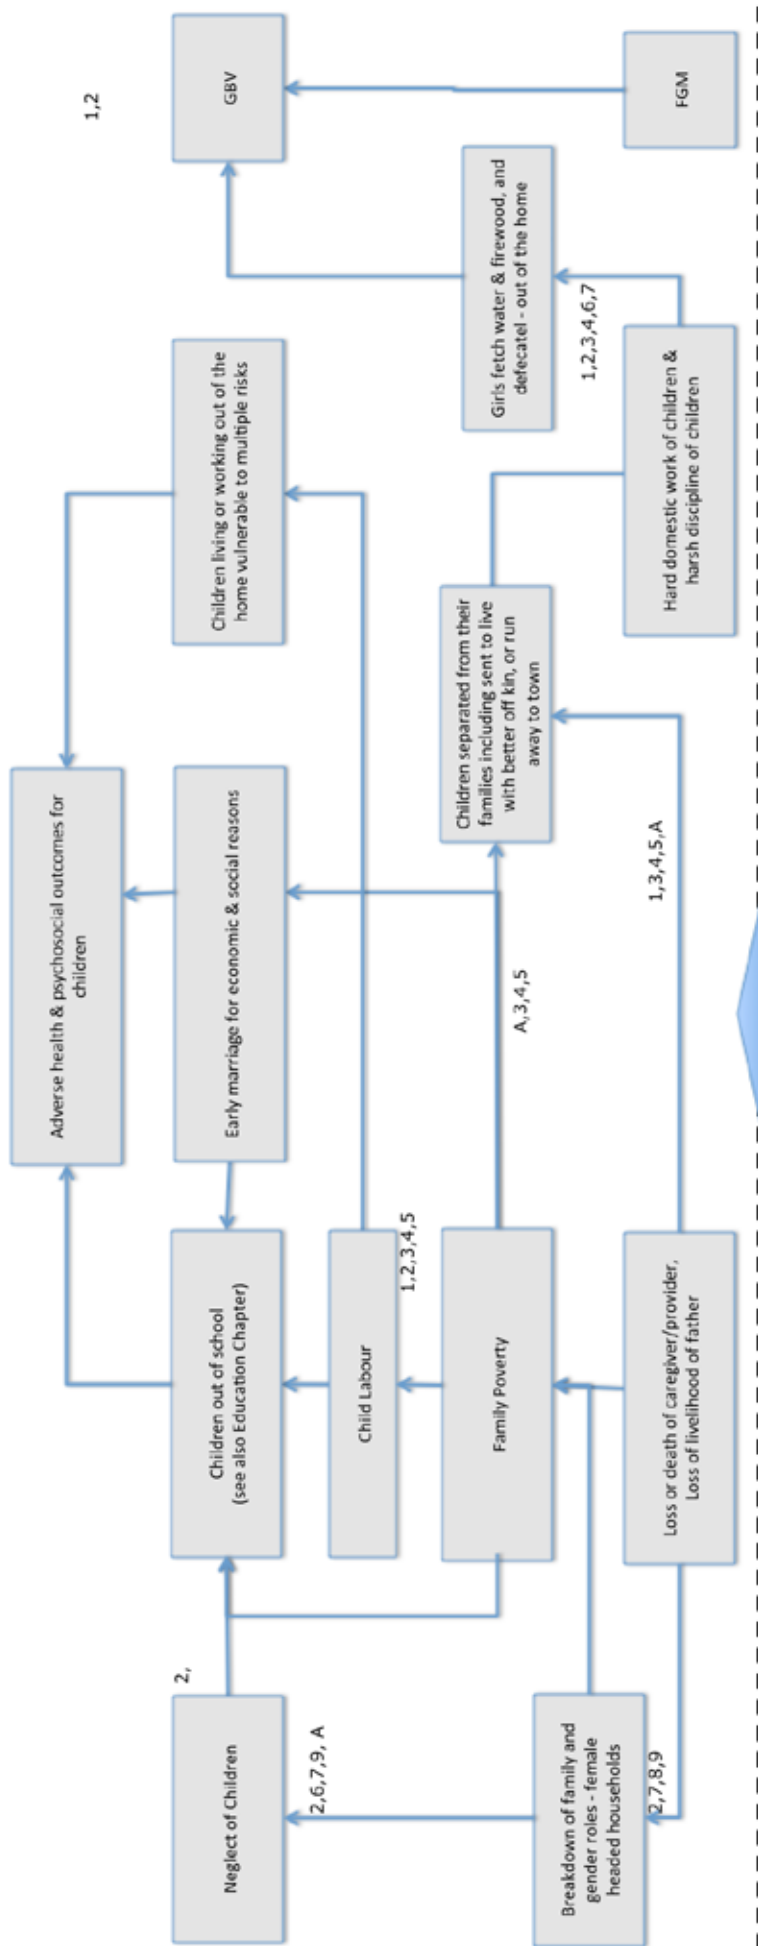 Adverse health & psychosocial outcomes for
children
2,
Neglect of Children
Children out of school
(see also Education Chapter)
Early marriage for economic & social reasons
Children living or working out of the
home vulnerable to multiple risks
1,2
GBV
2,6,7,9, A
Child Labour
1,2,3,4,5
Breakdown of family and
gender roles - female
headed households
Family Poverty
A,3,4,5
Children separated from their
families including sent to live
with better off kin, or run
away to town
Girls fetch water & firewood, and
defecatel - out of the home
1,2,3,4,6,7
2,7,8,9
Loss or death of caregiver/provider,
Loss of livelihood of father
1,3,4,5,A
Hard domestic work of children &
harsh discipline of children
FGM